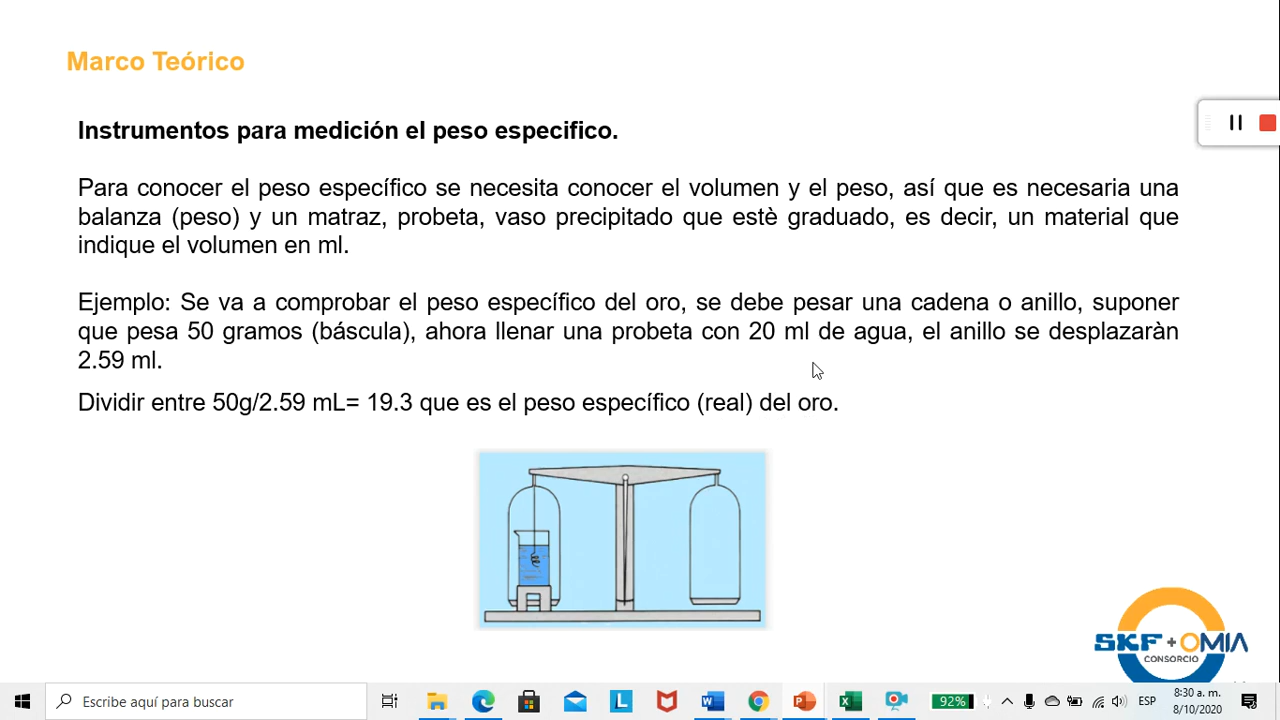 Marco Teórico
Instrumentos para medición el peso especifico.
Para conocer el peso específico se necesita conocer el volumen y el peso, así que es necesaria una
balanza (peso) y un matraz, probeta, vaso precipitado que estè graduado, es decir, un material que
indique el volumen en ml.
Ejemplo: Se va a comprobar el peso específico del oro, se debe pesar una cadena o anillo, suponer
que pesa 50 gramos (báscula), ahora llenar una probeta con 20 ml de agua, el anillo se desplazaràn
2.59 ml.
Dividir entre 50g/2.59 mL= 19.3 que es el peso específico (real) del oro.
SKF+OMIA
CONSORCIO
Escribe aquí para buscar
92%
ESP
8:30 a. m.
8/10/2020